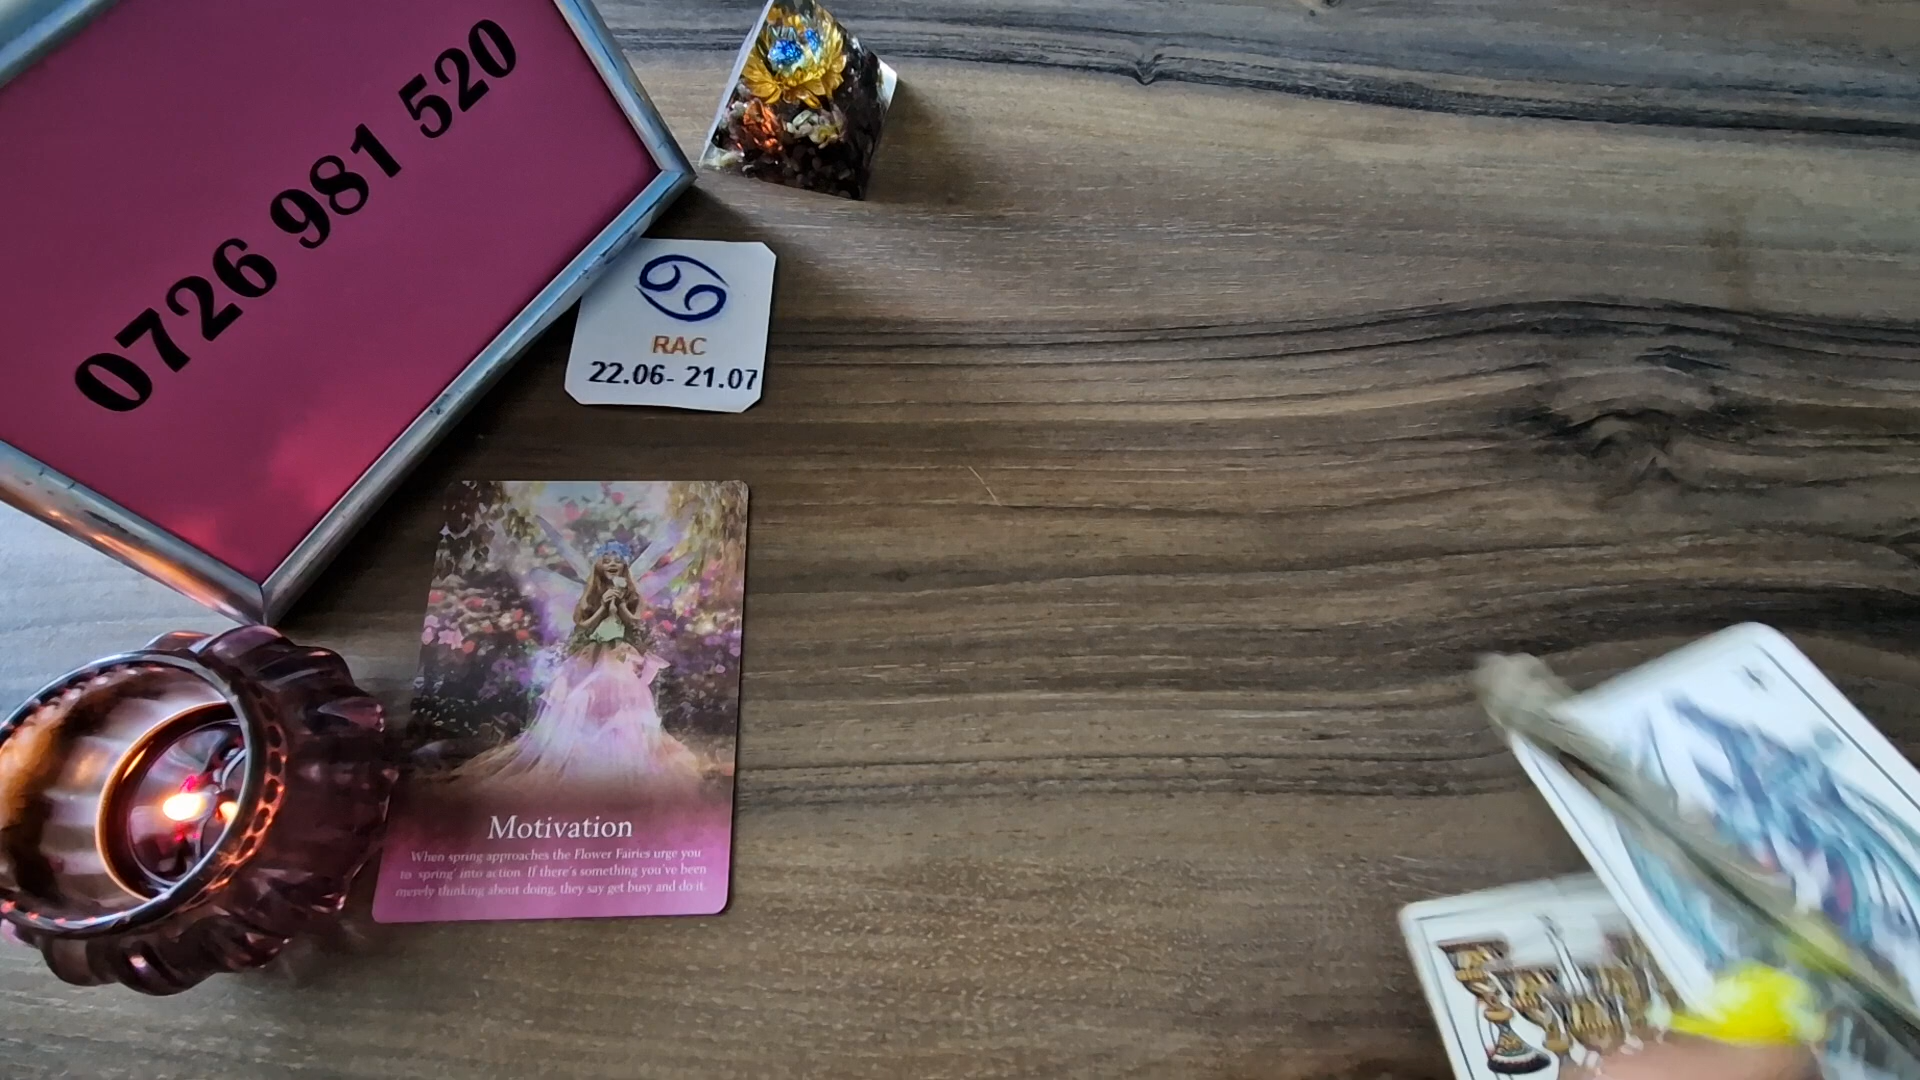 0726 981 520
RAC
22.06- 21.07
Motivation
When spring approaches the Flower Fairies urge you
to 'spring' into action. If there's something you've been
merely thinking about doing, they say get busy and do it.